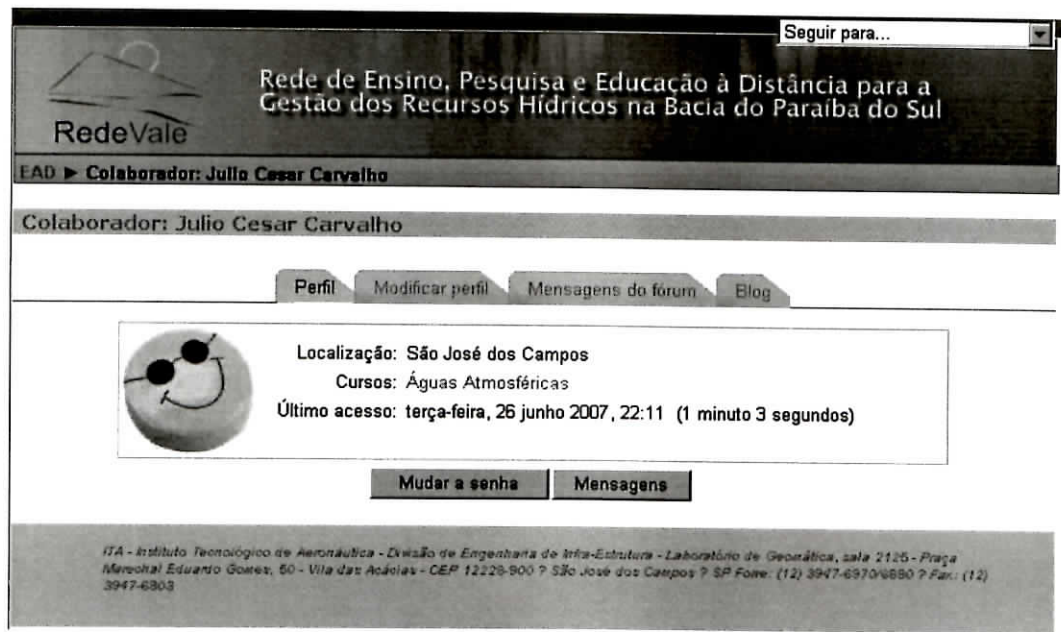 Seguir para...
RedeVale
Rede de Ensino, Pesquisa e Educação à Distância para a
Gestão dos Recursos Hídricos na Bacia do Paraíba do Sul
EAD ► Colaborador: Julio Cesar Carvalho
Colaborador: Julio Cesar Carvalho
Perfil Modificar perfil Mensagens do fórum Blog
Localização: São José dos Campos
Cursos: Águas Atmosféricas
Último acesso: terça-feira, 26 junho 2007, 22:11 (1 minuto 3 segundos)
Mudar a senha Mensagens
ITA - Instituto Tecnológico de Aeronáutica - Divisão de Engenharia de Infra-Estrutura - Laboratório de Geomática, sala 2125 - Praça
Marechal Eduardo Gomes, 50 - Vila das Acácias - CEP 12228-900 ? São José dos Campos ? SP Fone: (12) 3947-6970/6880 ? Fax: (12)
3947-6803